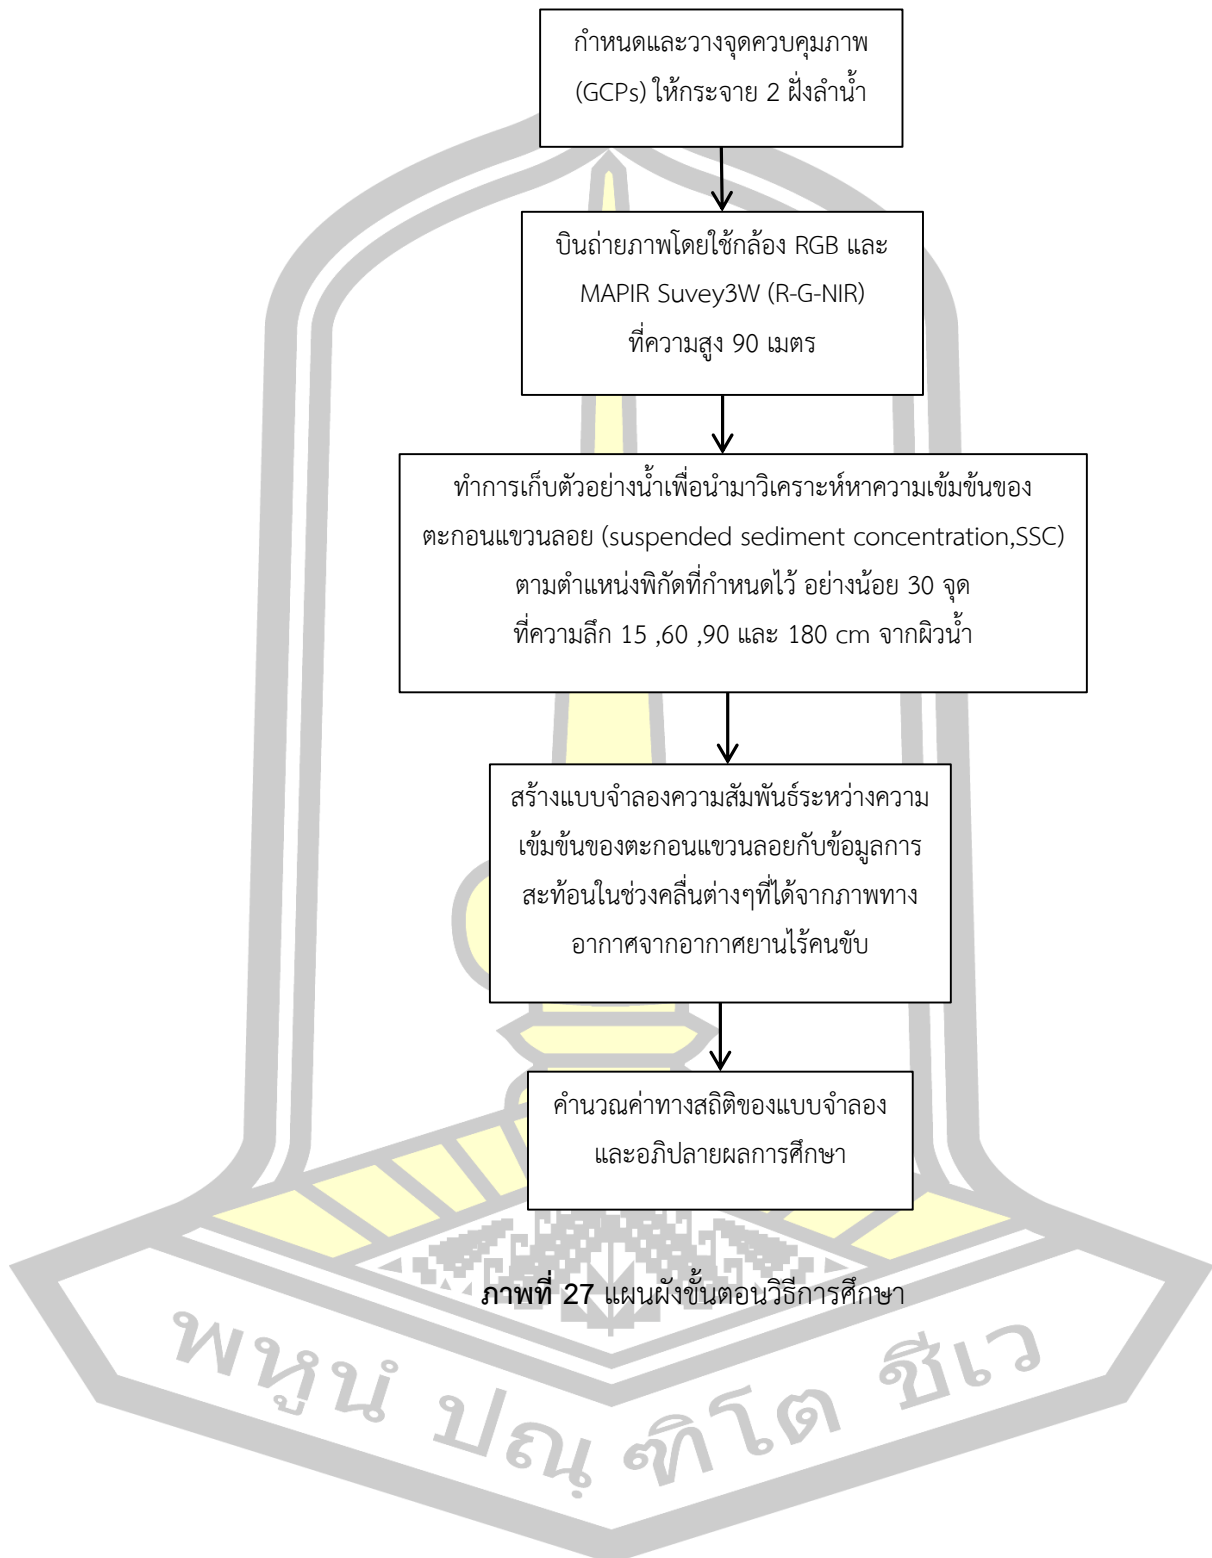 กำหนดและวางจุดควบคุมภาพ
(GCPs) ให้กระจาย 2 ฝั่งลำน้ำ
บินถ่ายภาพโดยใช้กล้อง RGB และ
MAPIR Suvey3W (R-G-NIR)
ที่ความสูง 90 เมตร
ทำการเก็บตัวอย่างน้ำเพื่อนำมาวิเคราะห์หาความเข้มข้นของ
ตะกอนแขวนลอย (suspended sediment concentration,SSC)
ตามตำแหน่งพิกัดที่กำหนดไว้ อย่างน้อย 30 จุด
ที่ความลึก 15 ,60 ,90 และ 180 cm จากผิวน้ำ
สร้างแบบจำลองความสัมพันธ์ระหว่างความ
เข้มข้นของตะกอนแขวนลอยกับข้อมูลการ
สะท้อนในช่วงคลื่นต่างๆที่ได้จากภาพทาง
อากาศจากอากาศยานไร้คนขับ
คำนวณค่าทางสถิติของแบบจำลอง
และอภิปลายผลการศึกษา
ภาพที่ 27 แผนผังขั้นตอนวิธีการศึกษา
พหูนํ ปณฺ ฑิโต ชีเว